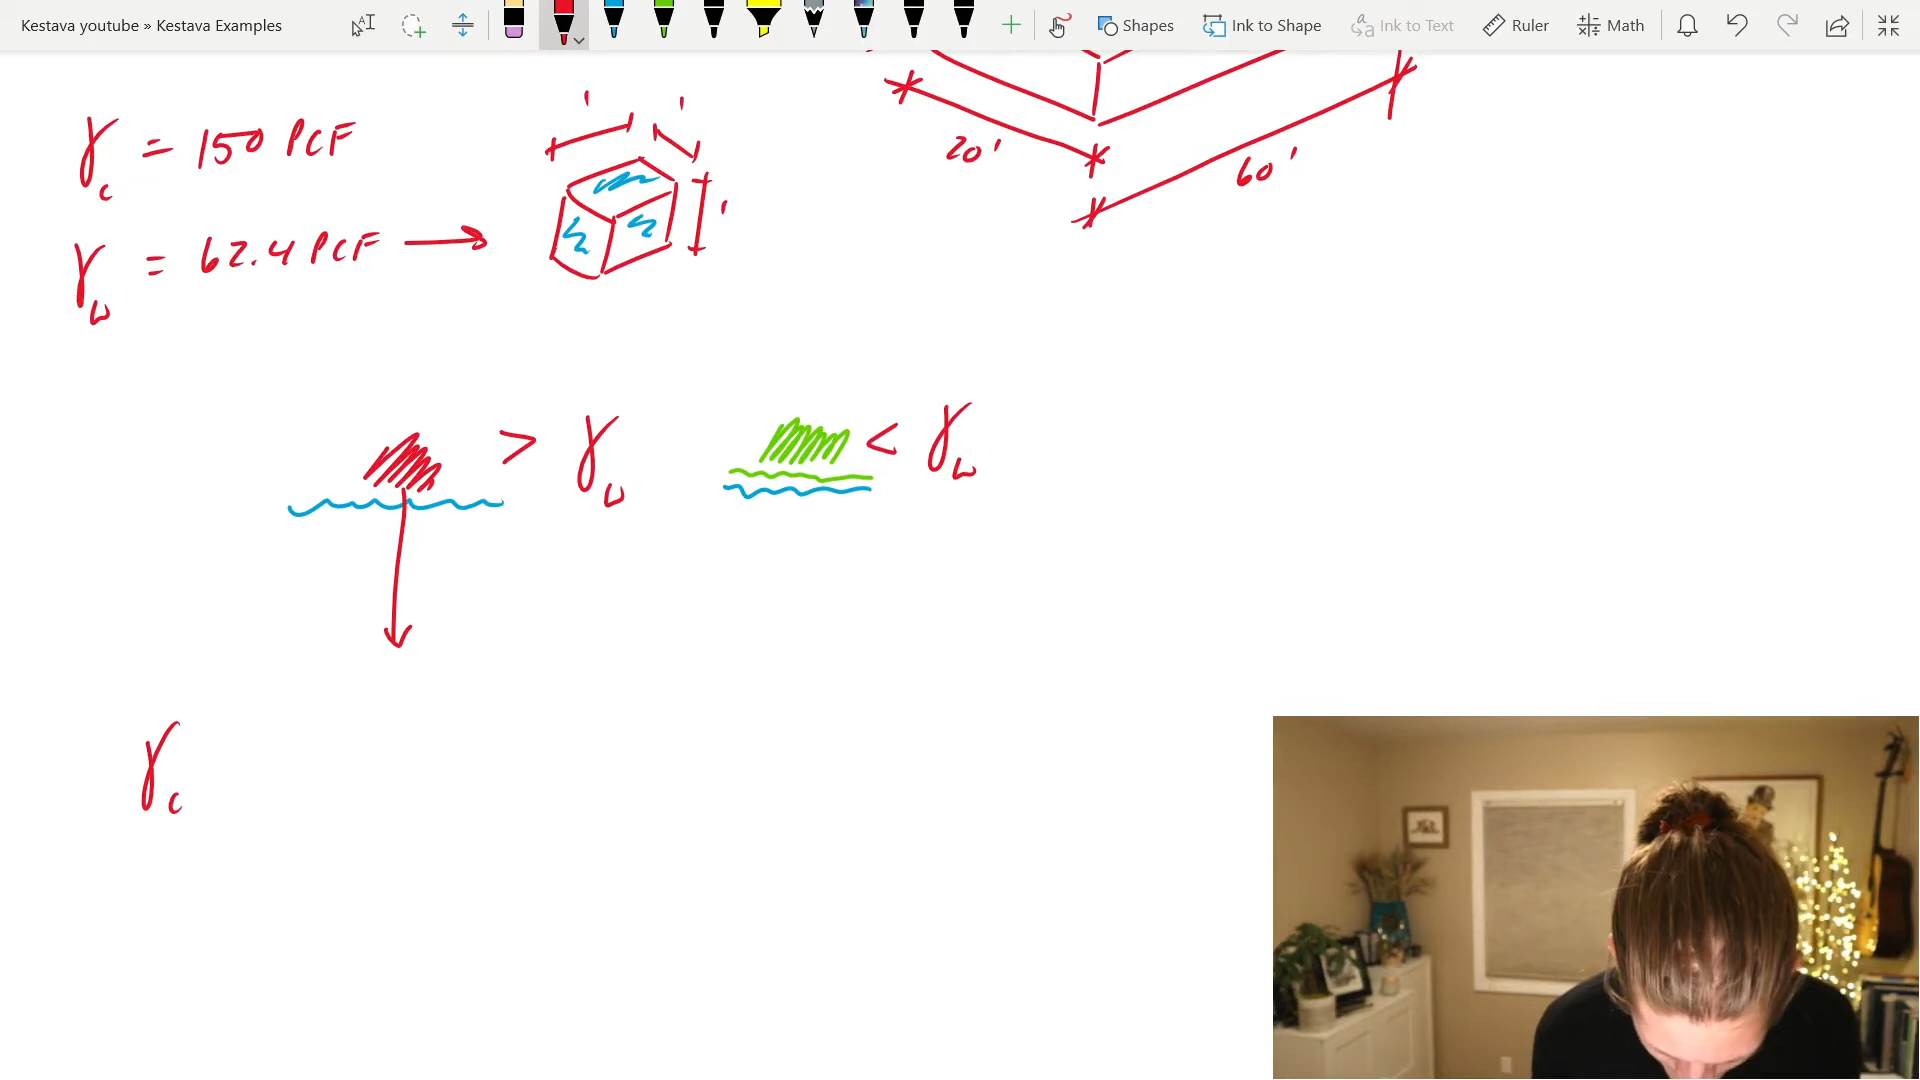 Kestava youtube » Kestava Examples
Shapes
Ink to Shape
Ink to Text
Ruler
Math
γc = 150 PCF
' ' '
20'
60'
γw = 62.4 PCF →
> γw
< γw
γc